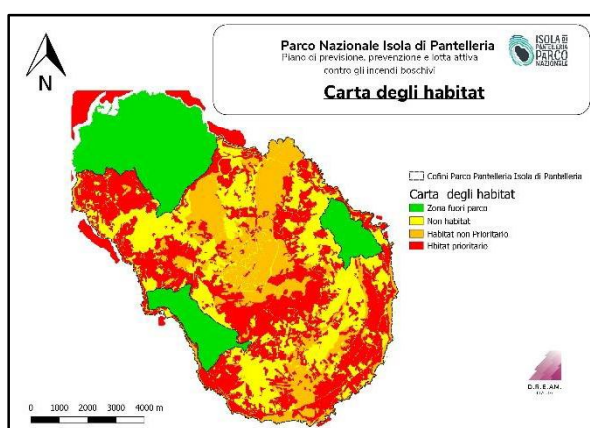 N
Parco Nazionale Isola di Pantelleria
Piano di previsione, prevenzione e lotta attiva
contro gli incendi boschivi
Carta degli habitat
ISOLA DI
PANTELLERIA
PARCO
NAZIONALE
Cofini Parco Pantelleria Isola di Pantelleria
Carta degli habitat
Zona fuori parco
Non habitat
Habitat non Prioritario
Hbitat prioritario
D.R.E.AM.
0 1000 2000 3000 4000 m